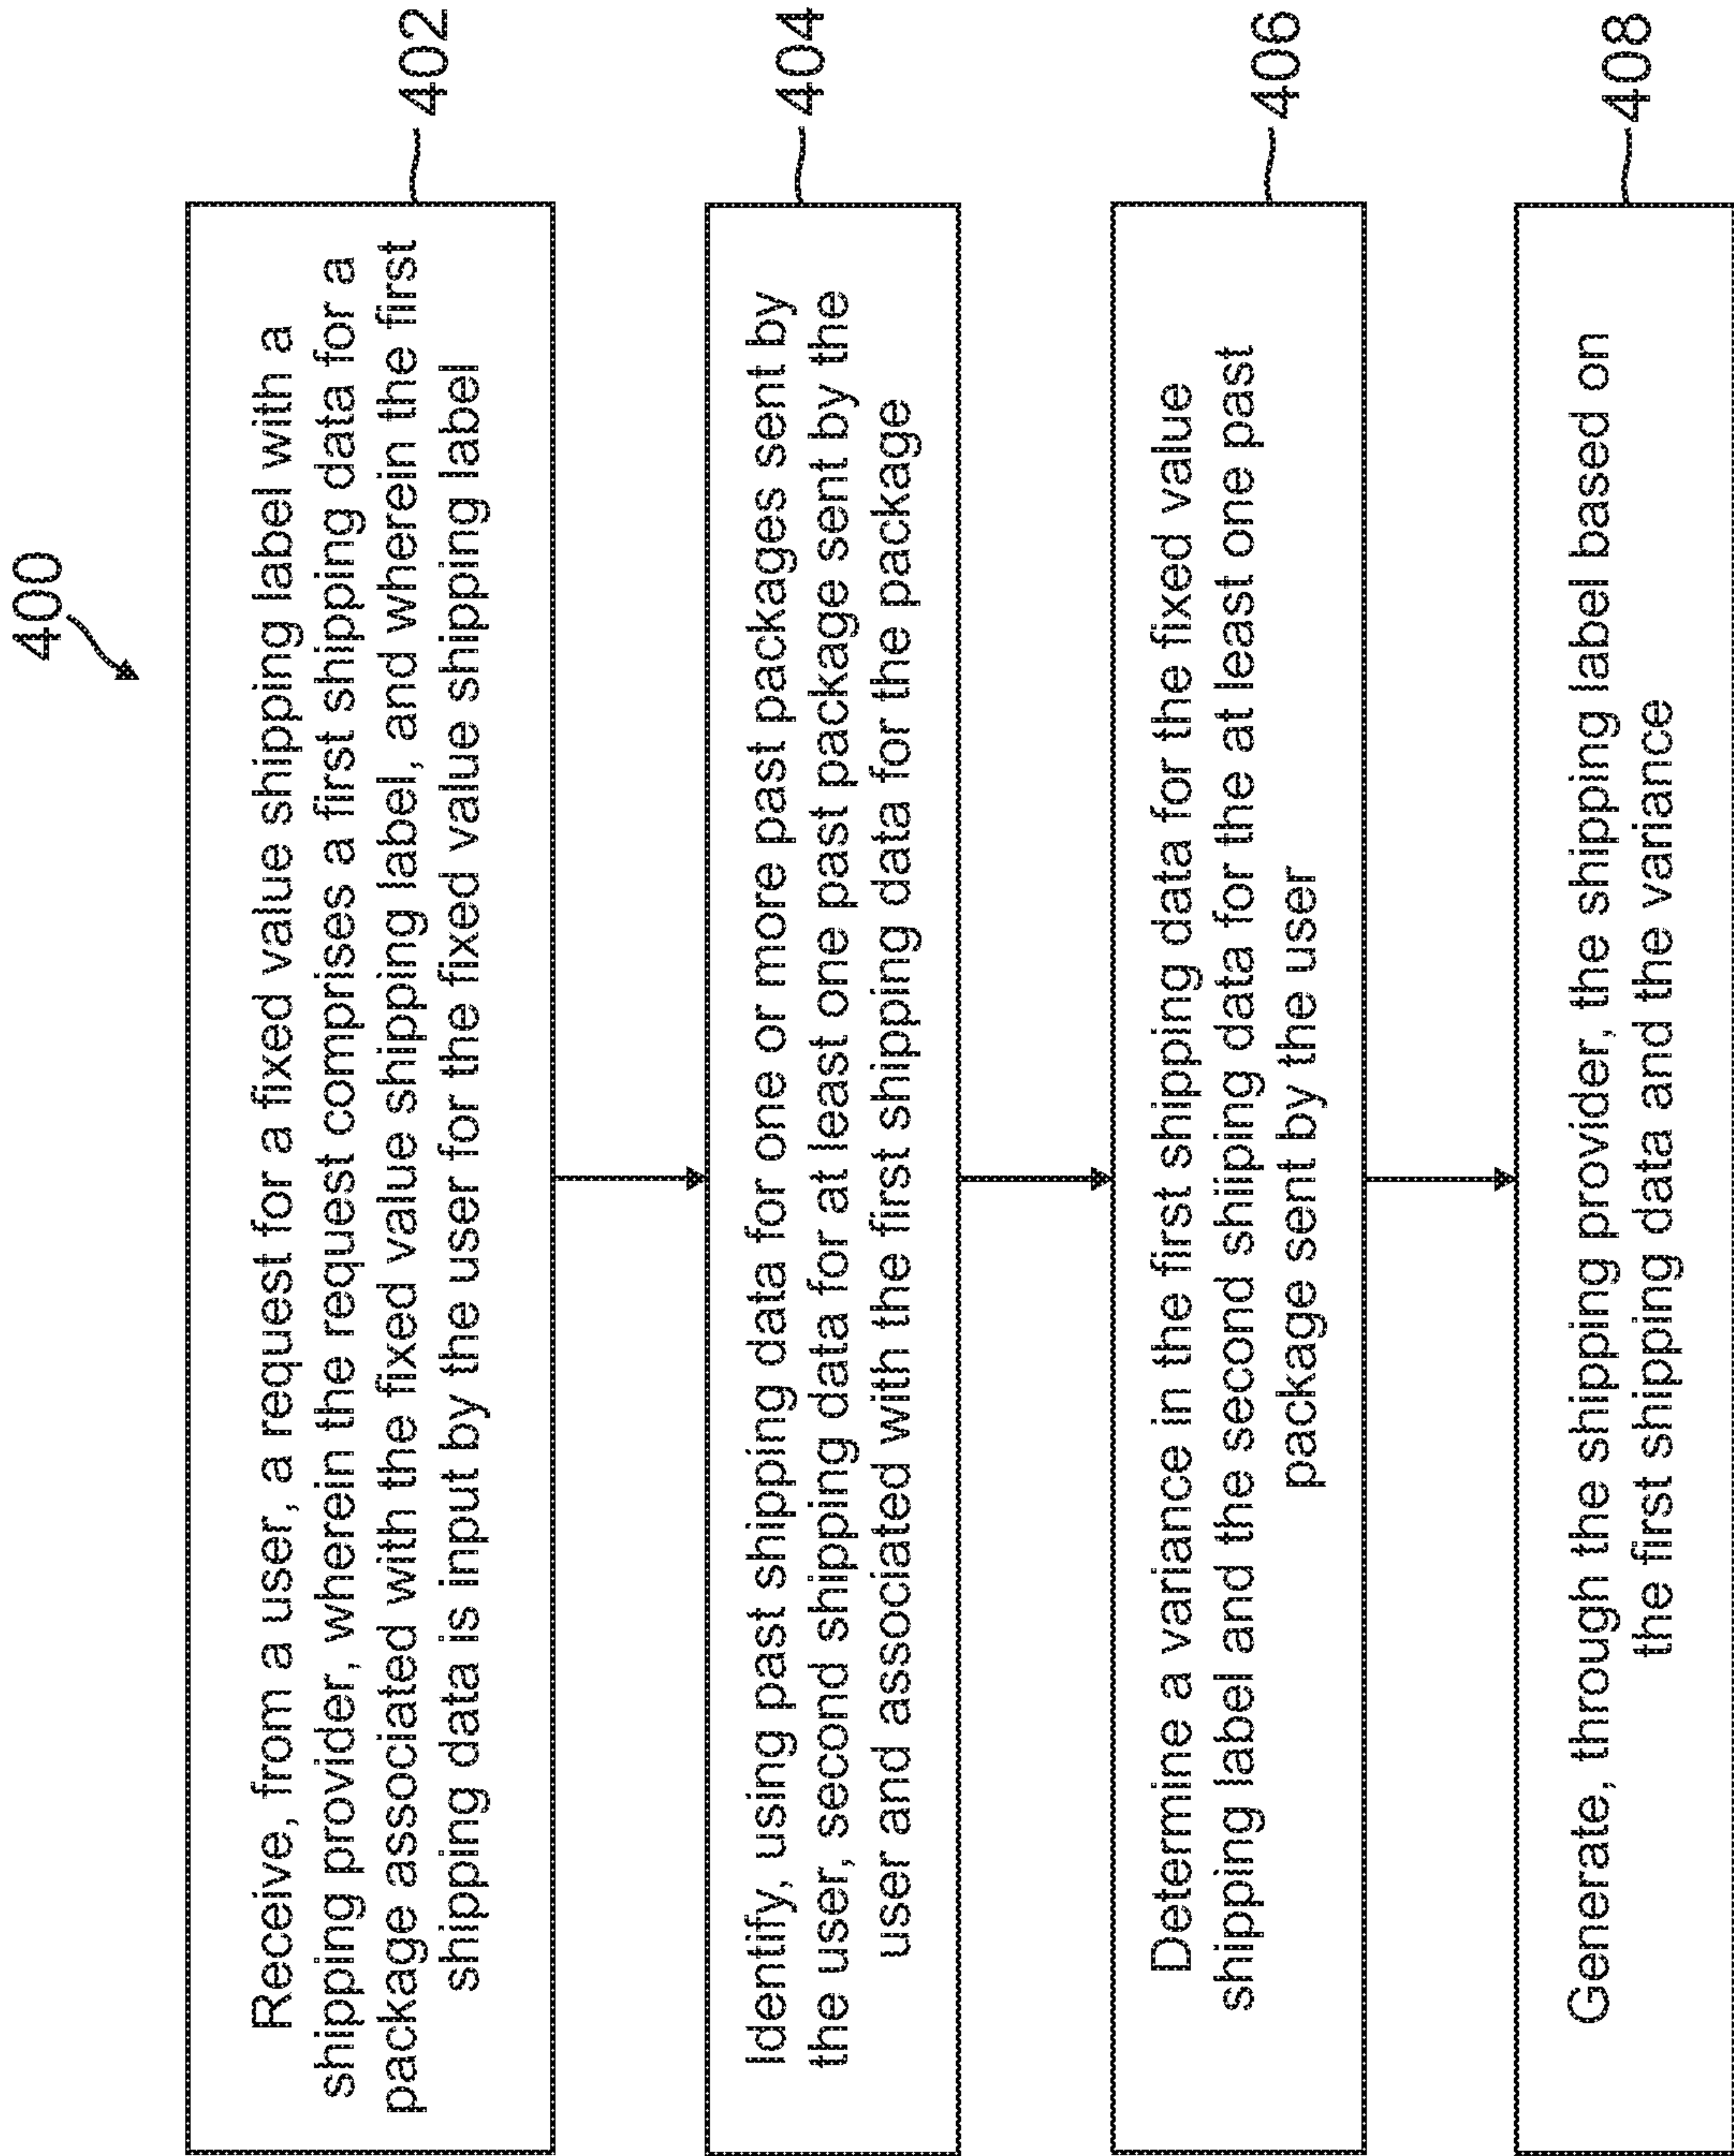 400
Receive, from a user, a request for a fixed value shipping label with a
shipping provider, wherein the request comprises a first shipping data for a
package associated with the fixed value shipping label, and wherein the first
shipping data is input by the user for the fixed value shipping label
402
Identify, using past shipping data for one or more past packages sent by
the user, second shipping data for at least one past package sent by the
user and associated with the first shipping data for the package
404
Determine a variance in the first shipping data for the fixed value
shipping label and the second shiiping data for the at least one past
package sent by the user
406
Generate, through the shipping provider, the shipping label based on
the first shipping data and the variance
408